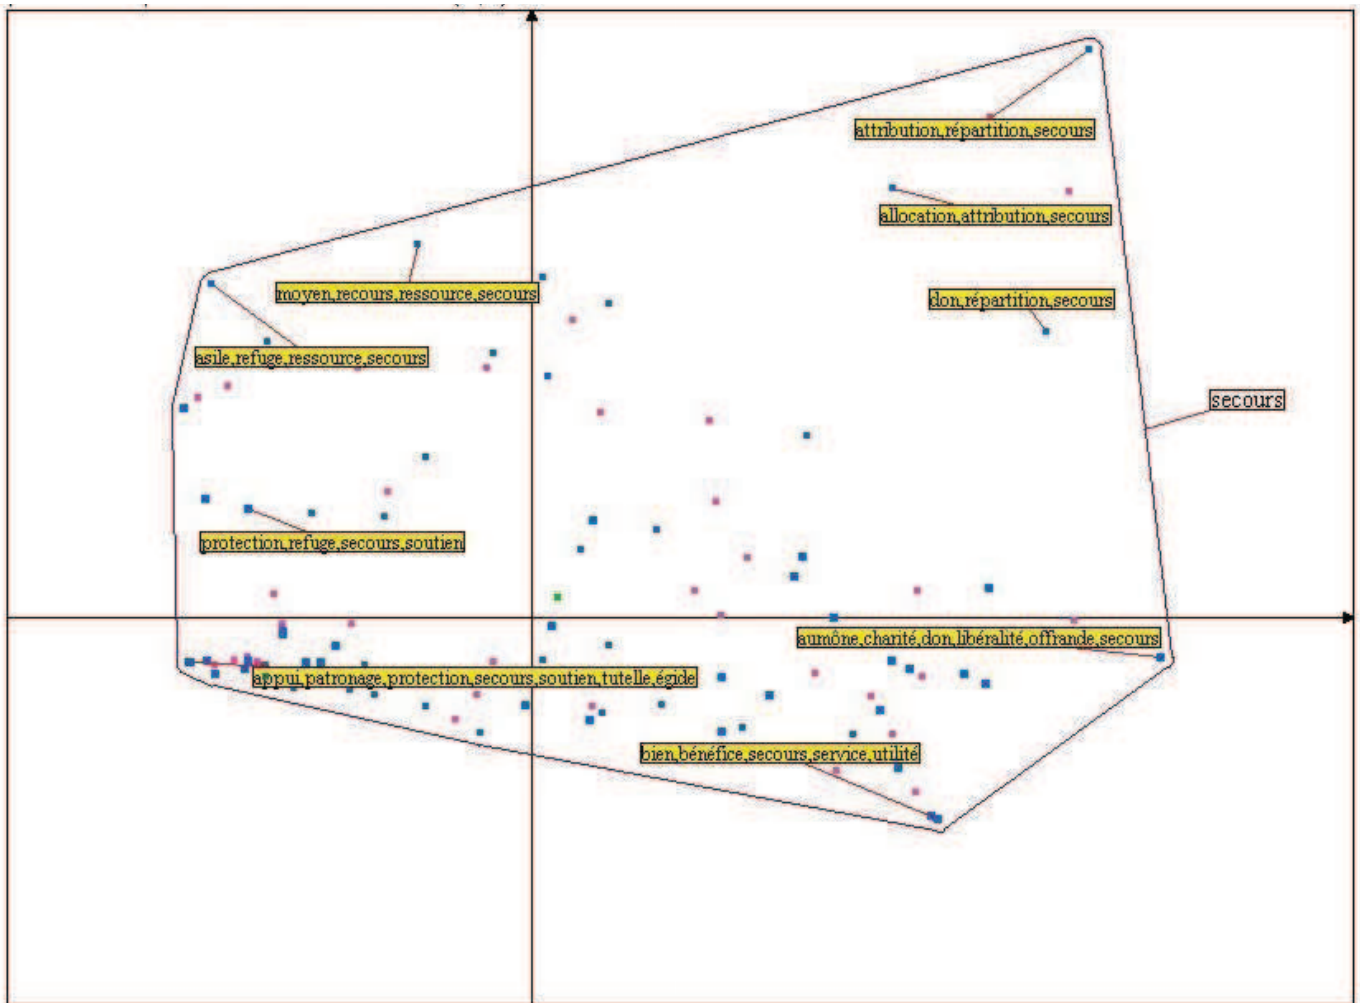 attribution,répartition,secours
allocation,attribution,secours
moyen,recours,ressource,secours
don,répartition,secours
asile,refuge,ressource,secours
secours
protection,refuge,secours,soutien
aumône,charité,don,libéralité,offrande,secours
appui,patronage,protection,secours,soutien,tutelle,égide
bien,bénéfice,secours,service,utilité